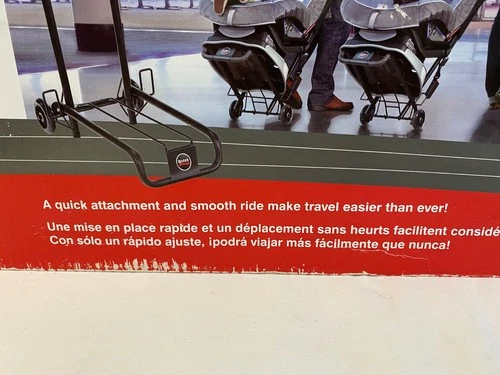 A quick attachment and smooth ride make travel easier than ever!
Une mise en place rapide et un déplacement sans heurts facilitent considé
Con sólo un rápido ajuste, ¡podrá viajar más fácilmente que nunca!